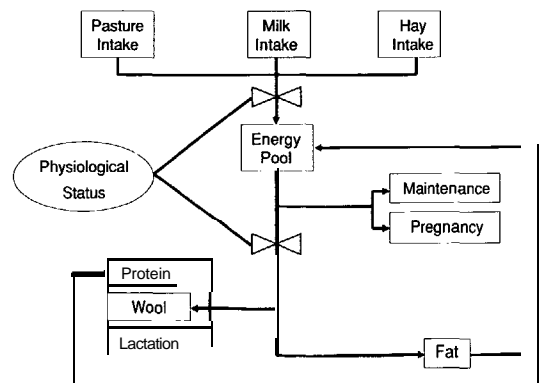 Pasture
Intake
Milk
Intake
Hay
Intake
Energy
Pool
Physiological
Status
Maintenance
Pregnancy
Protein
Wool
Lactation
Fat